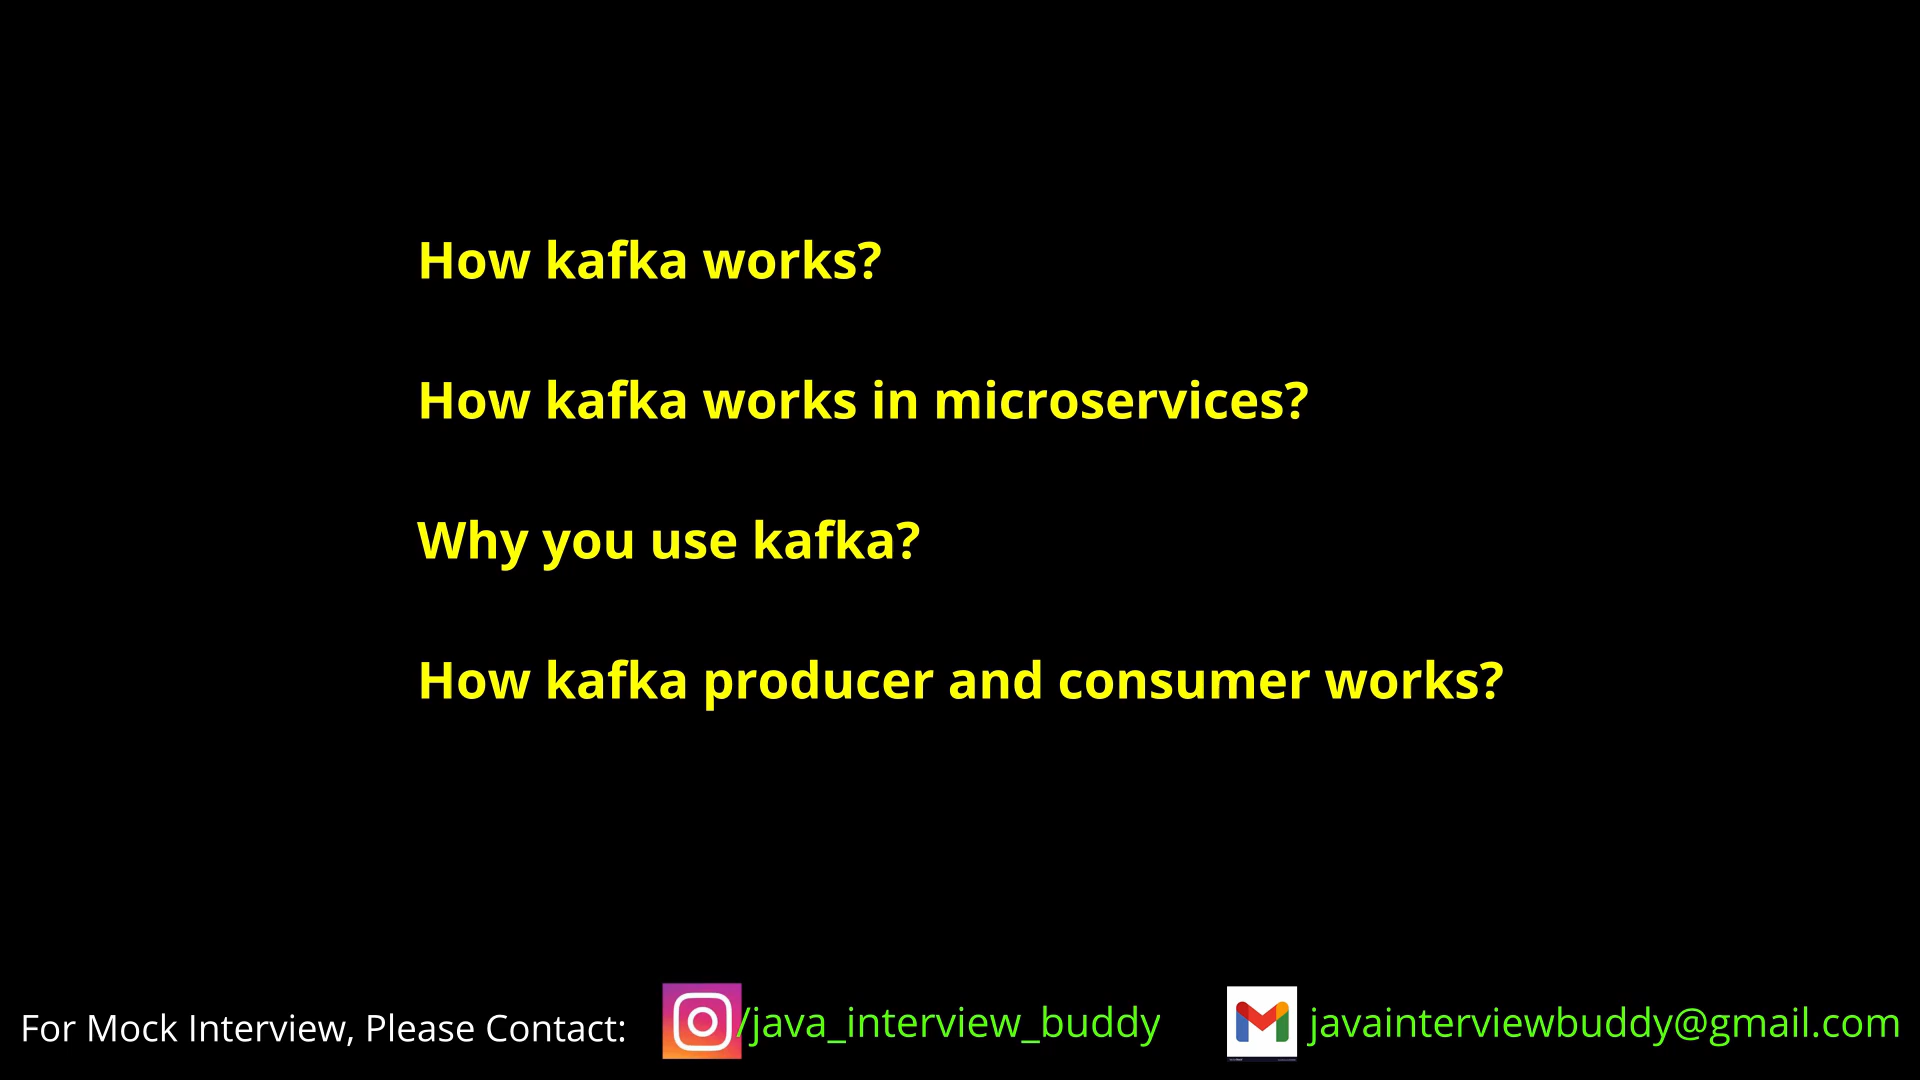 How kafka works?
How kafka works in microservices?
Why you use kafka?
How kafka producer and consumer works?
For Mock Interview, Please Contact: /java_interview_buddy javainterviewbuddy@gmail.com